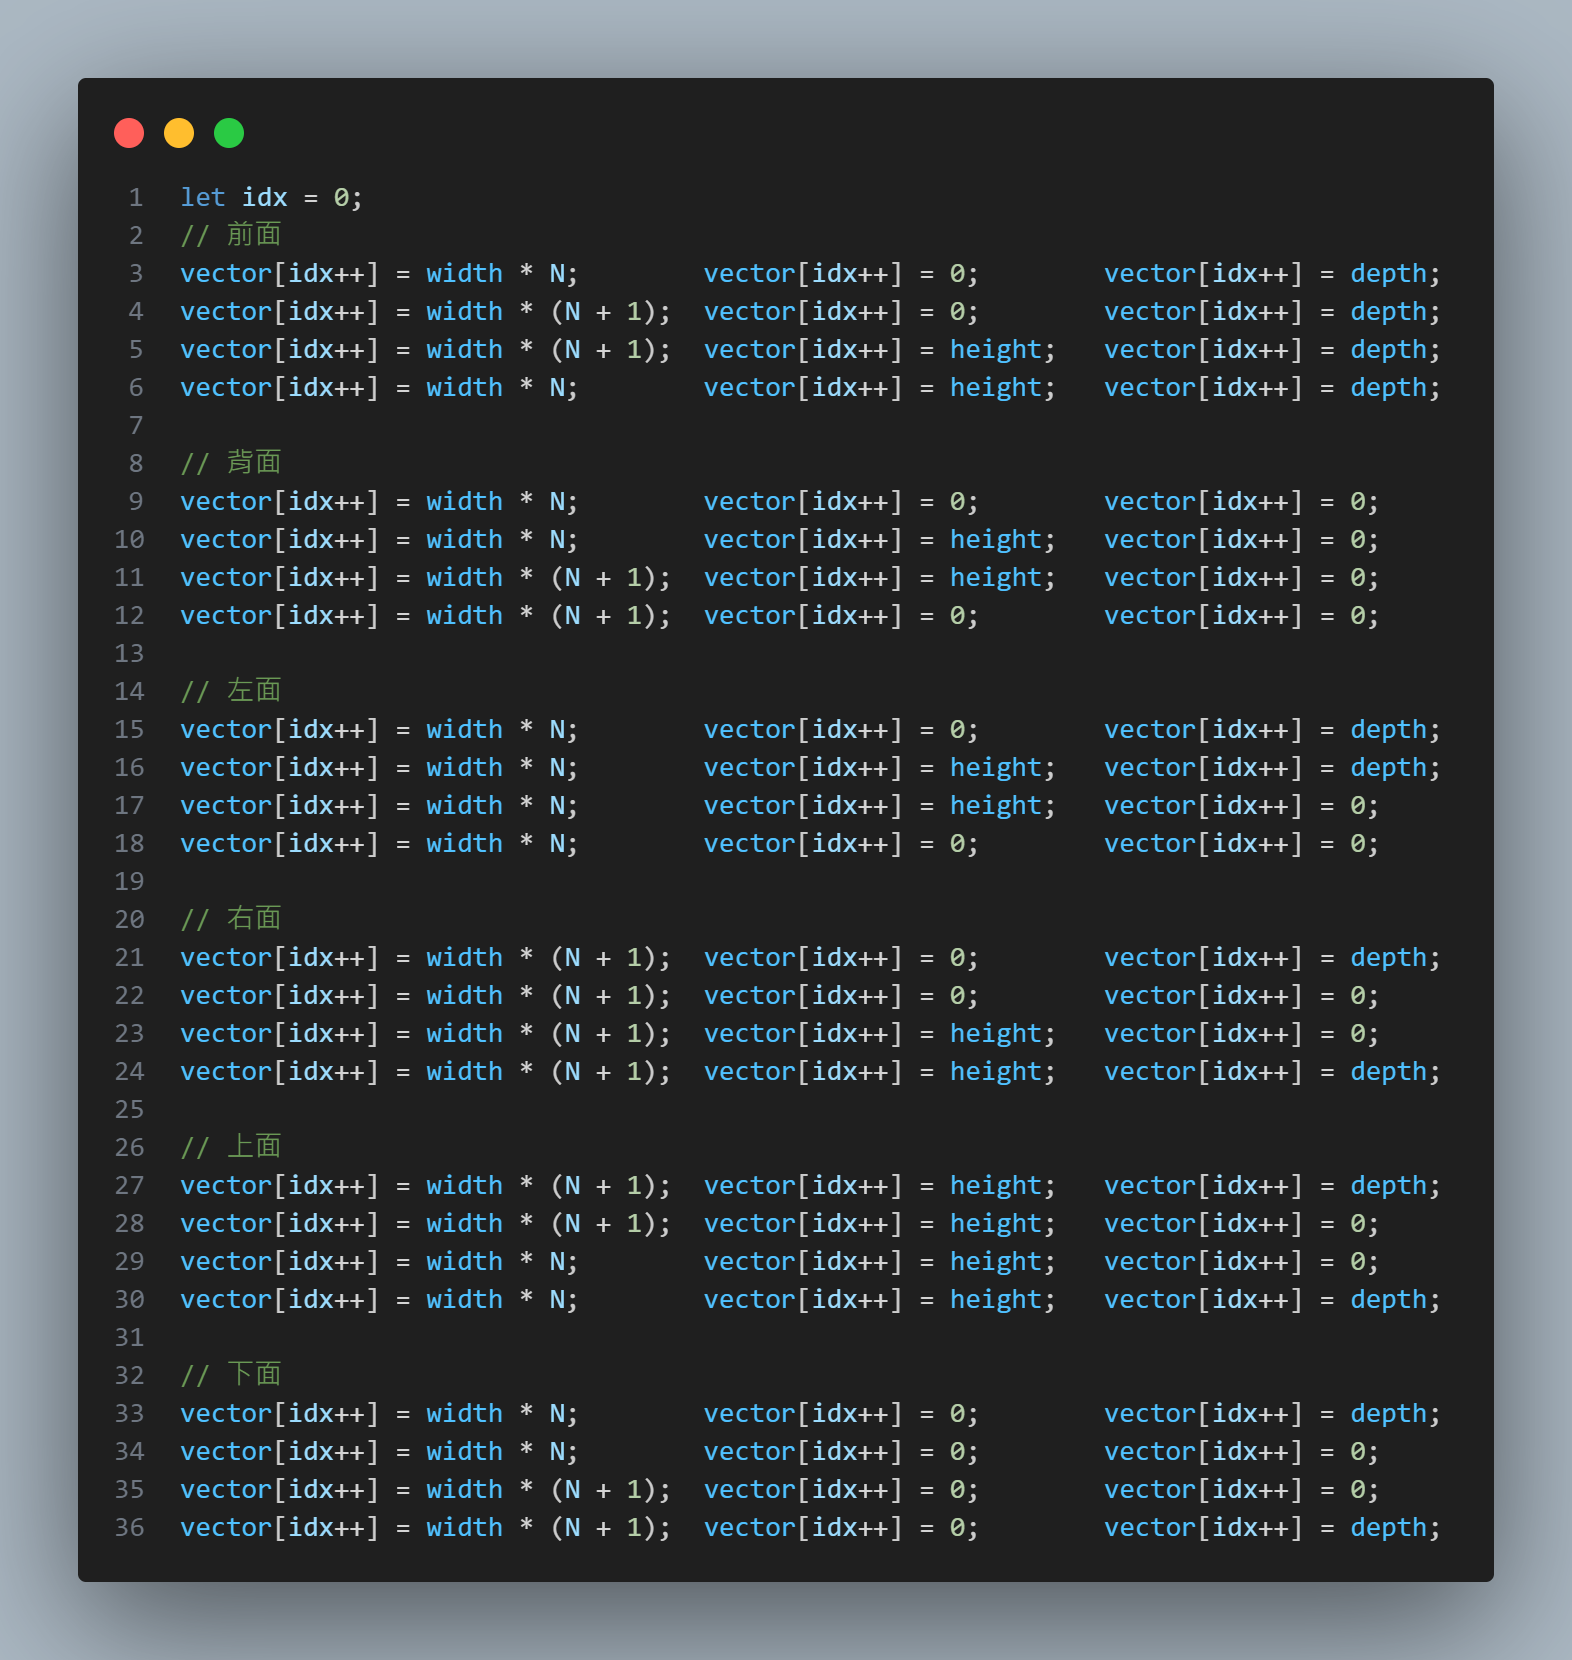 1 let idx = 0;
2 // 前面
3 vector[idx++] = width * N;        vector[idx++] = 0;        vector[idx++] = depth;
4 vector[idx++] = width * (N + 1);  vector[idx++] = 0;        vector[idx++] = depth;
5 vector[idx++] = width * (N + 1);  vector[idx++] = height;   vector[idx++] = depth;
6 vector[idx++] = width * N;        vector[idx++] = height;   vector[idx++] = depth;
7
8 // 背面
9 vector[idx++] = width * N;        vector[idx++] = 0;        vector[idx++] = 0;
10 vector[idx++] = width * N;        vector[idx++] = height;   vector[idx++] = 0;
11 vector[idx++] = width * (N + 1);  vector[idx++] = height;   vector[idx++] = 0;
12 vector[idx++] = width * (N + 1);  vector[idx++] = 0;        vector[idx++] = 0;
13
14 // 左面
15 vector[idx++] = width * N;        vector[idx++] = 0;        vector[idx++] = depth;
16 vector[idx++] = width * N;        vector[idx++] = height;   vector[idx++] = depth;
17 vector[idx++] = width * N;        vector[idx++] = height;   vector[idx++] = 0;
18 vector[idx++] = width * N;        vector[idx++] = 0;        vector[idx++] = 0;
19
20 // 右面
21 vector[idx++] = width * (N + 1);  vector[idx++] = 0;        vector[idx++] = depth;
22 vector[idx++] = width * (N + 1);  vector[idx++] = 0;        vector[idx++] = 0;
23 vector[idx++] = width * (N + 1);  vector[idx++] = height;   vector[idx++] = 0;
24 vector[idx++] = width * (N + 1);  vector[idx++] = height;   vector[idx++] = depth;
25
26 // 上面
27 vector[idx++] = width * (N + 1);  vector[idx++] = height;   vector[idx++] = depth;
28 vector[idx++] = width * (N + 1);  vector[idx++] = height;   vector[idx++] = 0;
29 vector[idx++] = width * N;        vector[idx++] = height;   vector[idx++] = 0;
30 vector[idx++] = width * N;        vector[idx++] = height;   vector[idx++] = depth;
31
32 // 下面
33 vector[idx++] = width * N;        vector[idx++] = 0;        vector[idx++] = depth;
34 vector[idx++] = width * N;        vector[idx++] = 0;        vector[idx++] = 0;
35 vector[idx++] = width * (N + 1);  vector[idx++] = 0;        vector[idx++] = 0;
36 vector[idx++] = width * (N + 1);  vector[idx++] = 0;        vector[idx++] = depth;